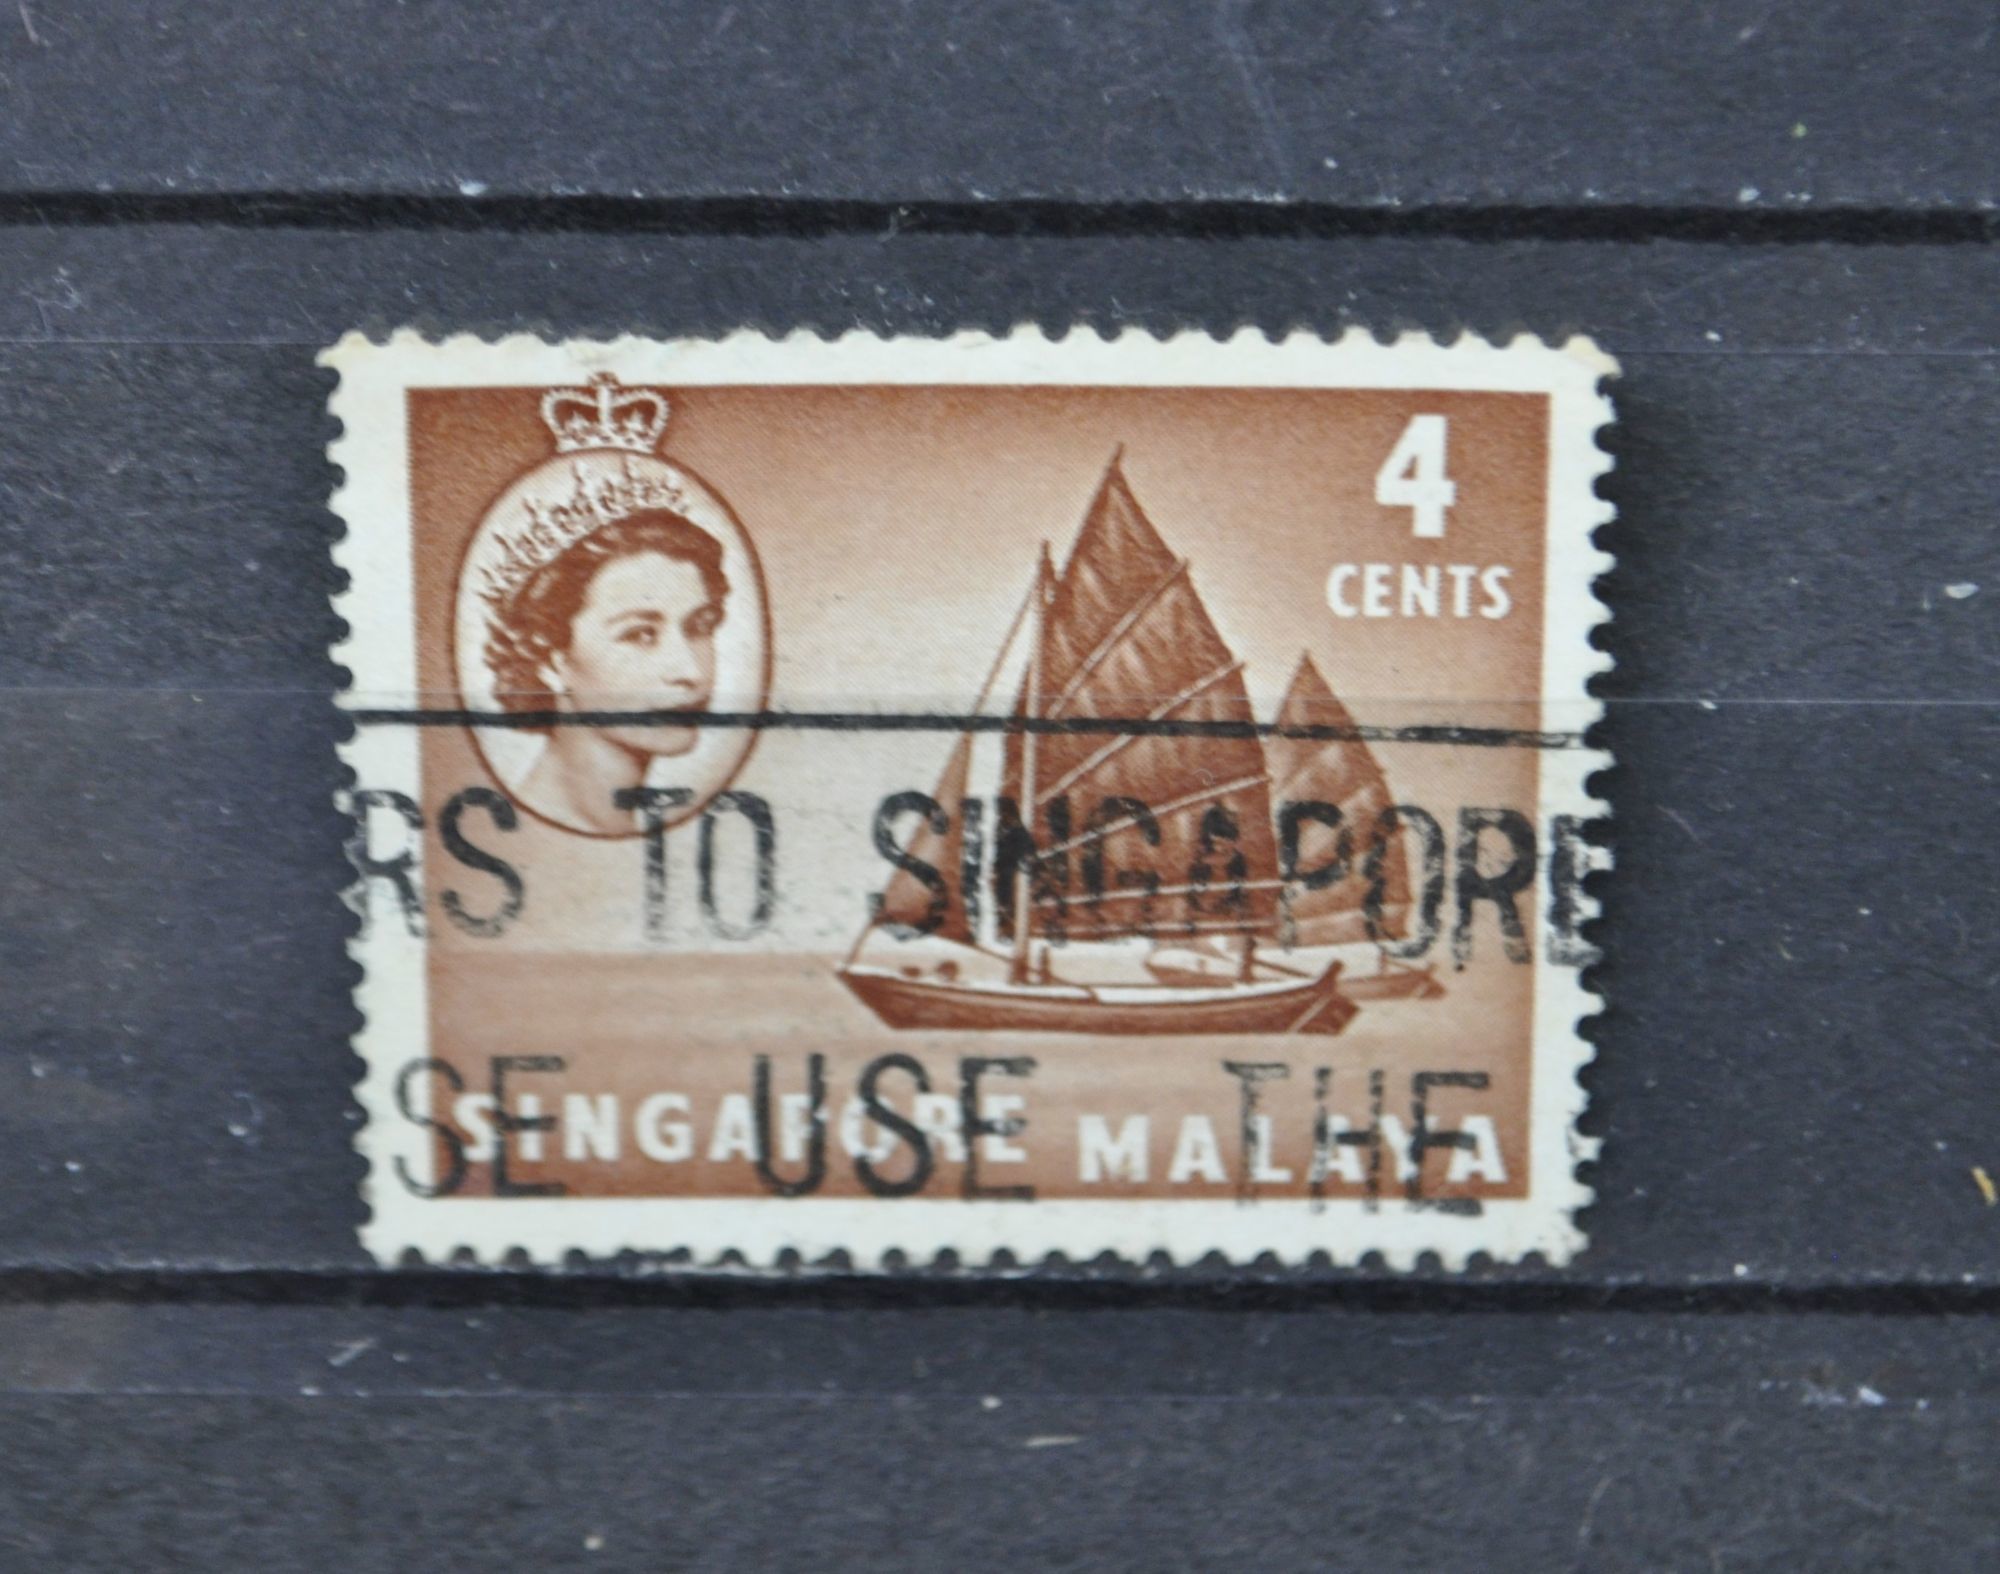 4
CENTS
RS TO SINGAPORE
SE USE THE
SINGAPORE MALAYA